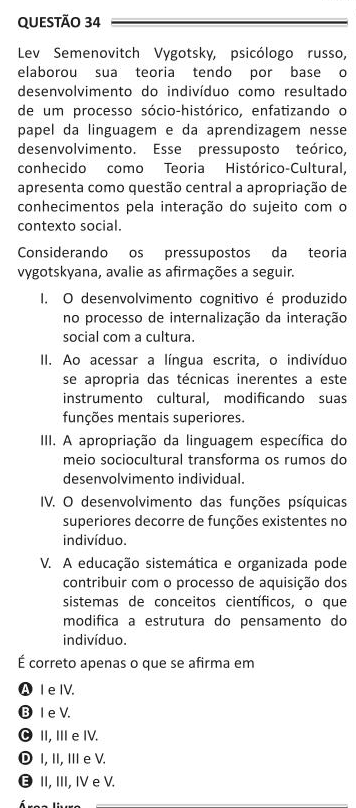 QUESTÃO 34
Lev Semenovitch Vygotsky, psicólogo russo,
elaborou sua teoria tendo por base o
desenvolvimento do indivíduo como resultado
de um processo sócio-histórico, enfatizando o
papel da linguagem e da aprendizagem nesse
desenvolvimento. Esse pressuposto teórico,
conhecido como Teoria Histórico-Cultural,
apresenta como questão central a apropriação de
conhecimentos pela interação do sujeito com o
contexto social.
Considerando os pressupostos da teoria
vygotskyana, avalie as afirmações a seguir.
I. O desenvolvimento cognitivo é produzido
no processo de internalização da interação
social com a cultura.
II. Ao acessar a língua escrita, o indivíduo
se apropria das técnicas inerentes a este
instrumento cultural, modificando suas
funções mentais superiores.
III. A apropriação da linguagem específica do
meio sociocultural transforma os rumos do
desenvolvimento individual.
IV. O desenvolvimento das funções psíquicas
superiores decorre de funções existentes no
indivíduo.
V. A educação sistemática e organizada pode
contribuir com o processo de aquisição dos
sistemas de conceitos científicos, o que
modifica a estrutura do pensamento do
indivíduo.
É correto apenas o que se afirma em
A I e IV.
B I e V.
C II, III e IV.
D I, II, III e V.
E II, III, IV e V.
Área livre